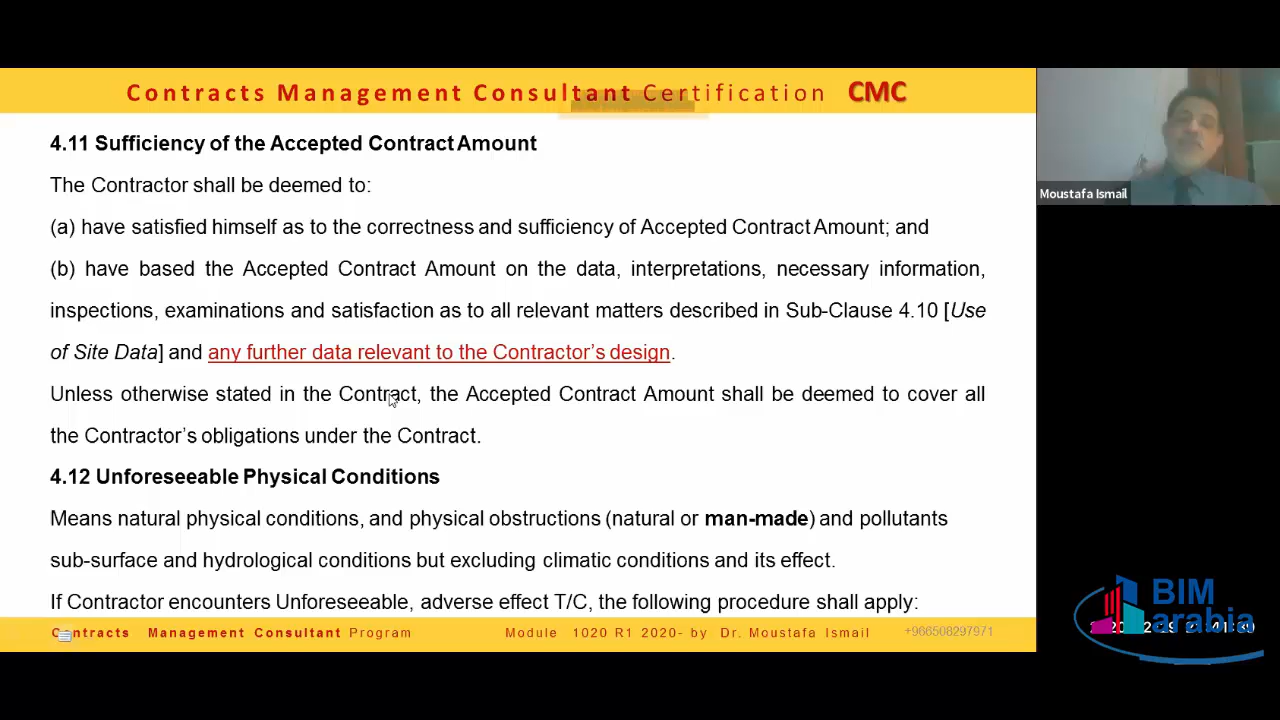 Contracts Management Consultant Certification CMC
4.11 Sufficiency of the Accepted Contract Amount
The Contractor shall be deemed to:
(a) have satisfied himself as to the correctness and sufficiency of Accepted Contract Amount; and
(b) have based the Accepted Contract Amount on the data, interpretations, necessary information,
inspections, examinations and satisfaction as to all relevant matters described in Sub-Clause 4.10 [Use
of Site Data] and any further data relevant to the Contractor's design.
Unless otherwise stated in the Contract, the Accepted Contract Amount shall be deemed to cover all
the Contractor's obligations under the Contract.
4.12 Unforeseeable Physical Conditions
Means natural physical conditions, and physical obstructions (natural or man-made) and pollutants
sub-surface and hydrological conditions but excluding climatic conditions and its effect.
If Contractor encounters Unforeseeable, adverse effect T/C, the following procedure shall apply:
Contracts Management Consultant Program Module 1020 R1 2020- by Dr. Moustafa Ismail +966508297971
Moustafa Ismail
BIM
arabia